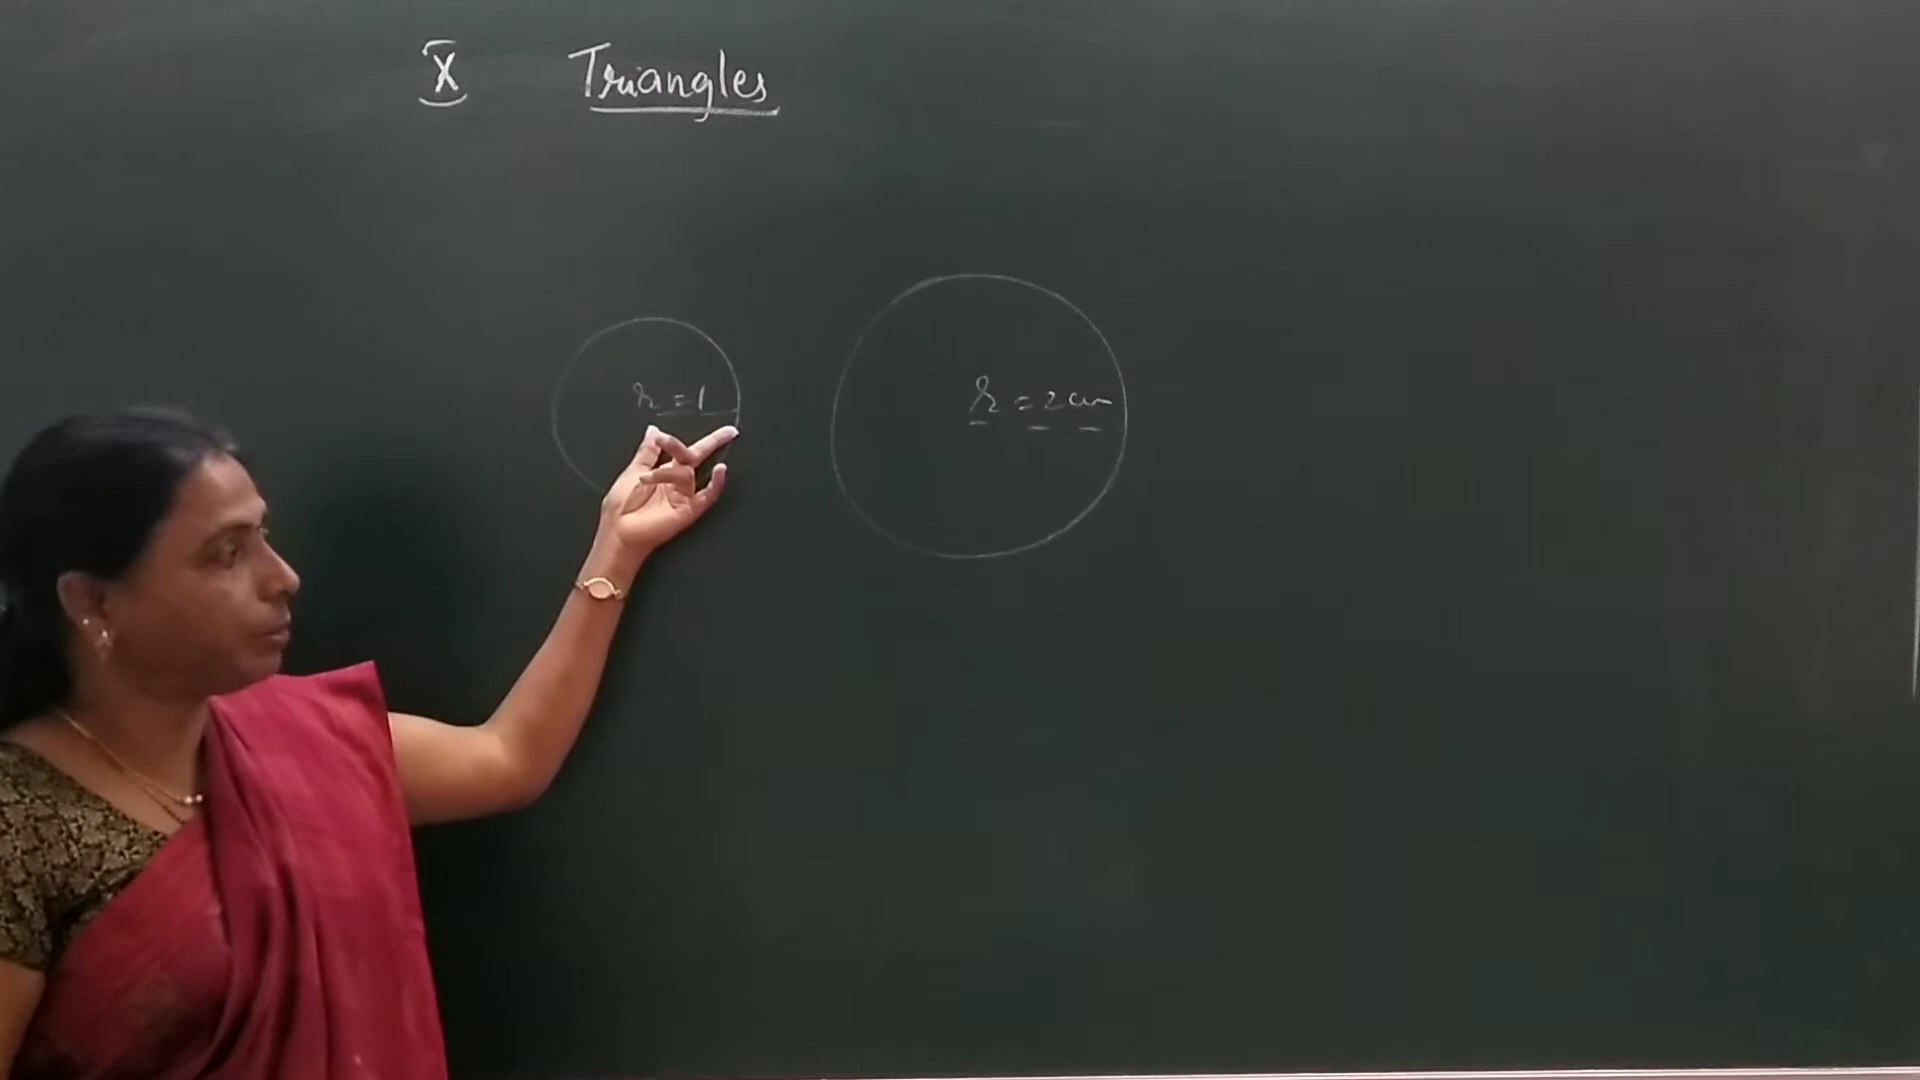 X Triangles
r = 1
r = 2 cm